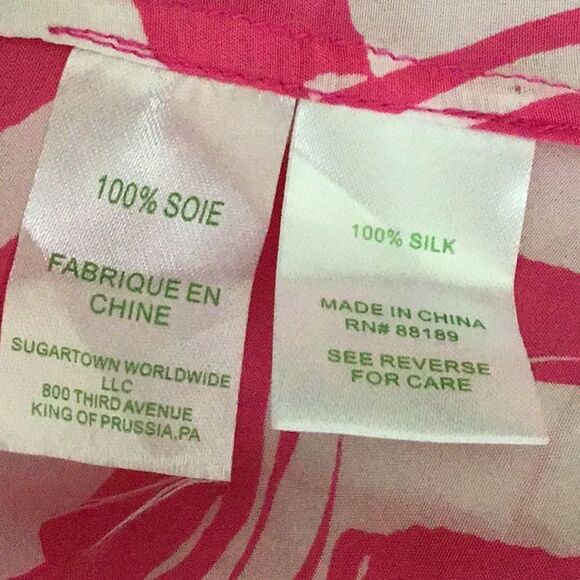 100% SOIE
FABRIQUE EN
CHINE
SUGARTOWN WORLDWIDE
LLC
800 THIRD AVENUE
KING OF PRUSSIA, PA
100% SILK
MADE IN CHINA
RN# 88189
SEE REVERSE
FOR CARE